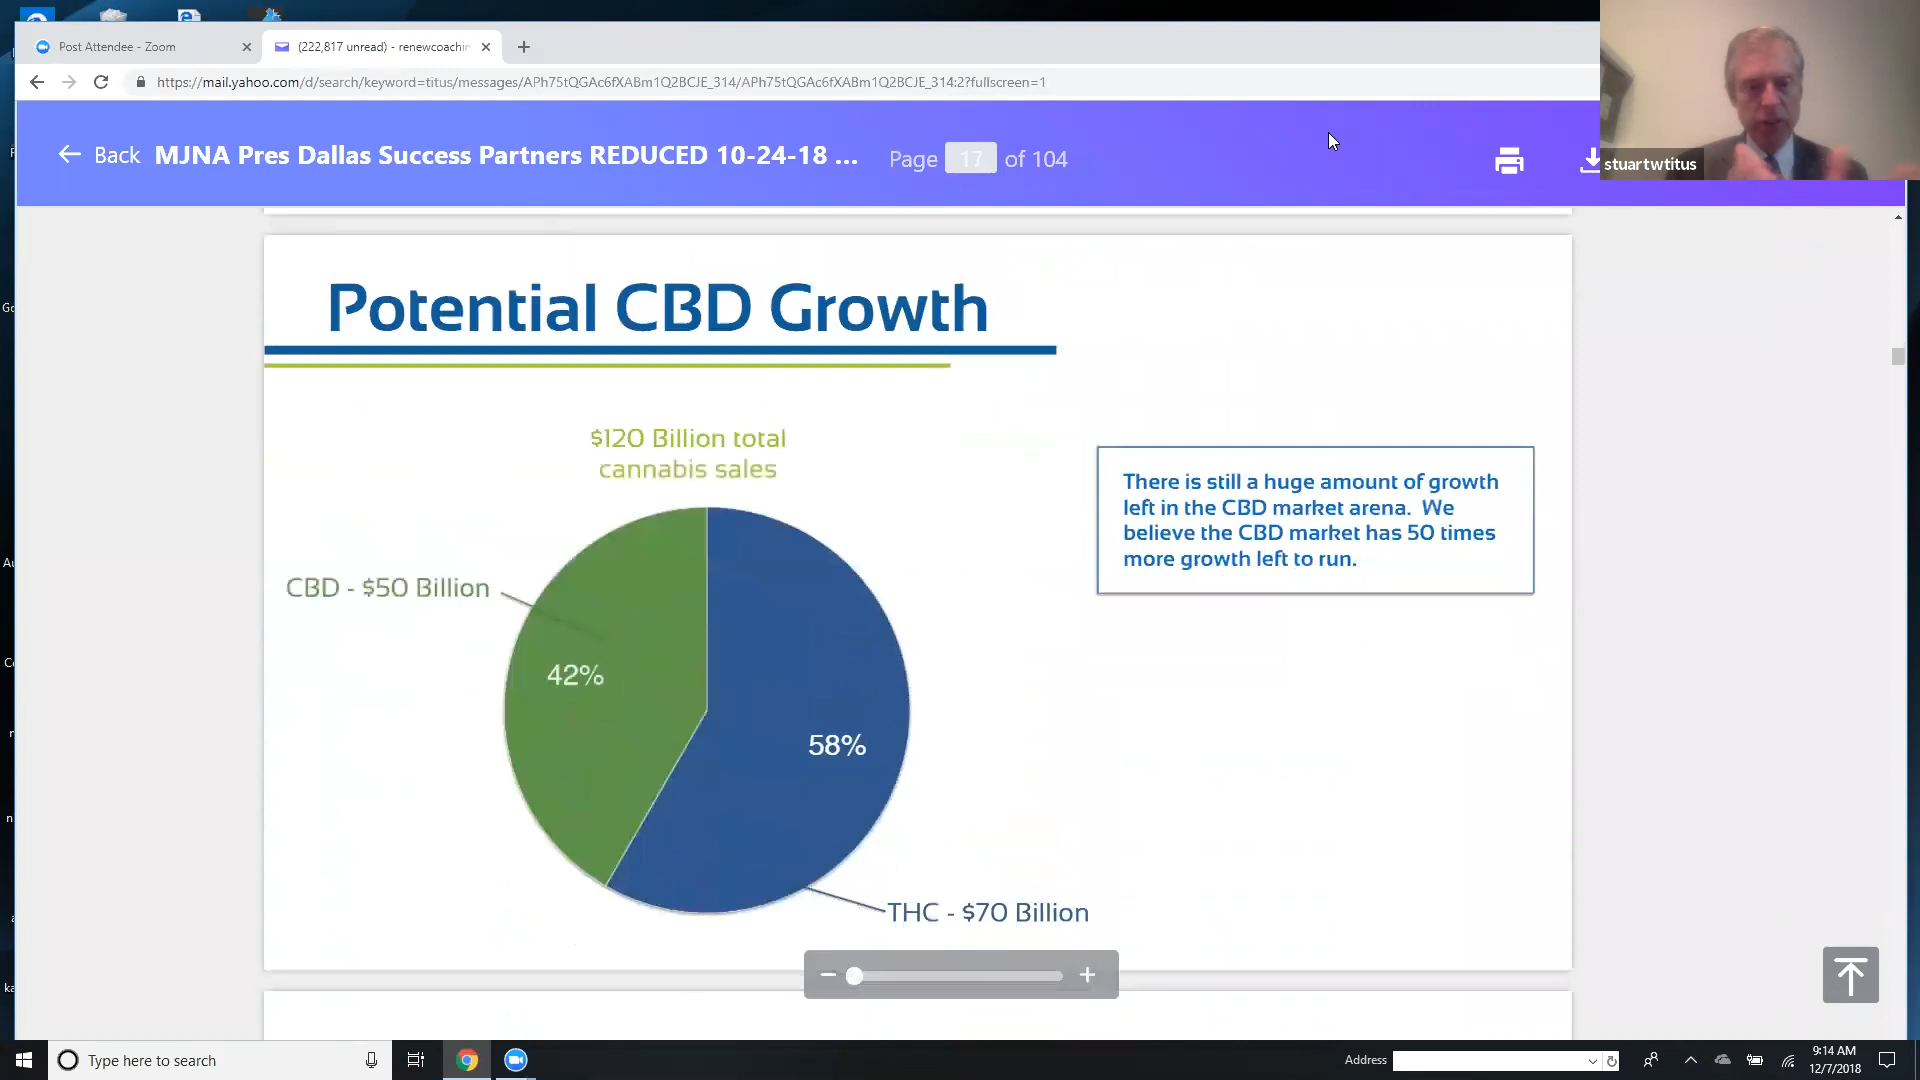 Post Attendee - Zoom
(222,817 unread) - renewcoachin
https://mail.yahoo.com/d/search/keyword=titus/messages/APh75tQGAc6fXABm1Q2BCJE_314/APh75tQGAc6fXABm1Q2BCJE_314:2?fullscreen=1
Back MJNA Pres Dallas Success Partners REDUCED 10-24-18 ... Page 17 of 104
stuartwtitus
Potential CBD Growth
$120 Billion total
cannabis sales
There is still a huge amount of growth
left in the CBD market arena. We
believe the CBD market has 50 times
more growth left to run.
CBD - $50 Billion
42%
58%
THC - $70 Billion
Type here to search
Address
9:14 AM
12/7/2018